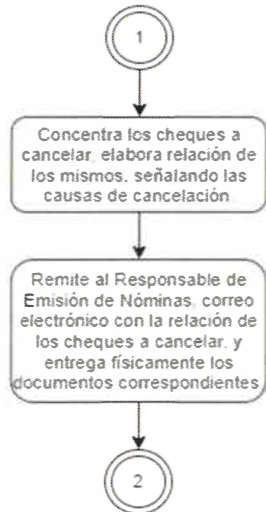 1
Concentra los cheques a
cancelar, elabora relación de
los mismos, señalando las
causas de cancelación
Remite al Responsable de
Emisión de Nóminas, correo
electrónico con la relación de
los cheques a cancelar, y
entrega físicamente los
documentos correspondientes
2